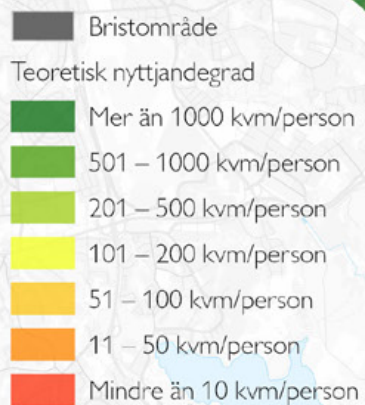 Bristområde
Teoretisk nyttjandegrad
Mer än 1000 kvm/person
501 – 1000 kvm/person
201 – 500 kvm/person
101 – 200 kvm/person
51 – 100 kvm/person
11 – 50 kvm/person
Mindre än 10 kvm/person